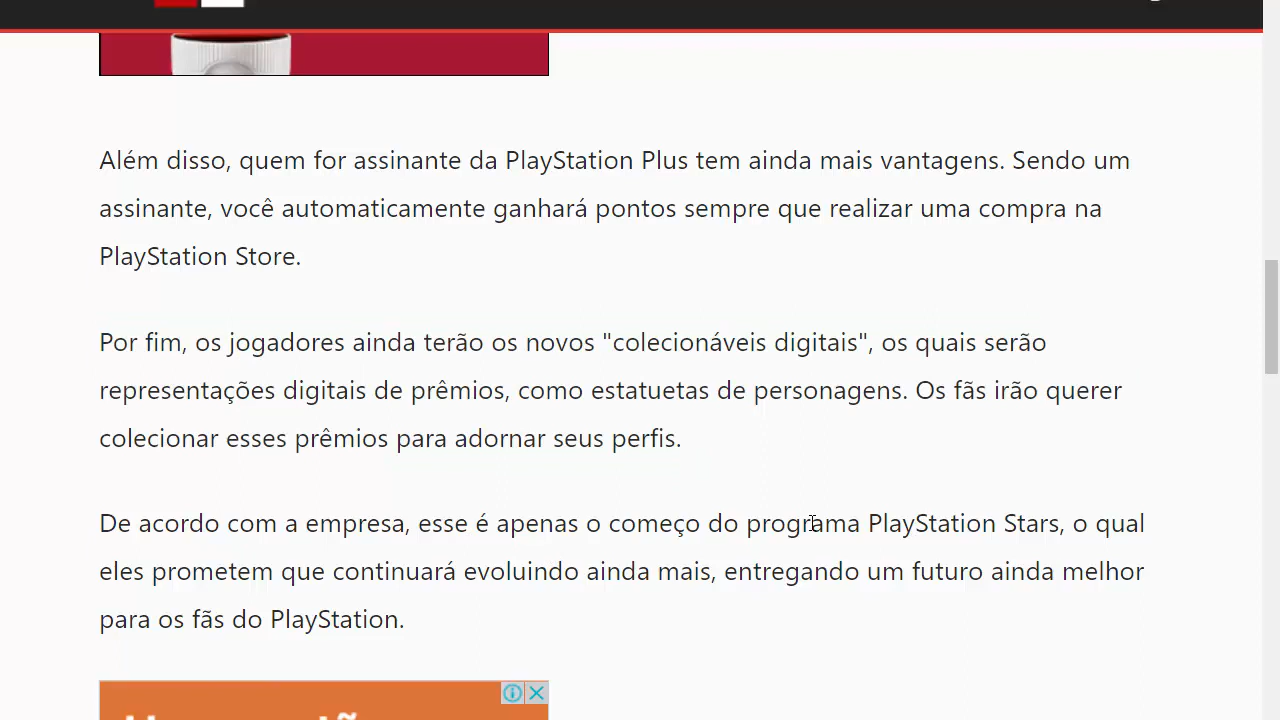 Além disso, quem for assinante da PlayStation Plus tem ainda mais vantagens. Sendo um
assinante, você automaticamente ganhará pontos sempre que realizar uma compra na
PlayStation Store.
Por fim, os jogadores ainda terão os novos "colecionáveis digitais", os quais serão
representações digitais de prêmios, como estatuetas de personagens. Os fãs irão querer
colecionar esses prêmios para adornar seus perfis.
De acordo com a empresa, esse é apenas o começo do programa PlayStation Stars, o qual
eles prometem que continuará evoluindo ainda mais, entregando um futuro ainda melhor
para os fãs do PlayStation.